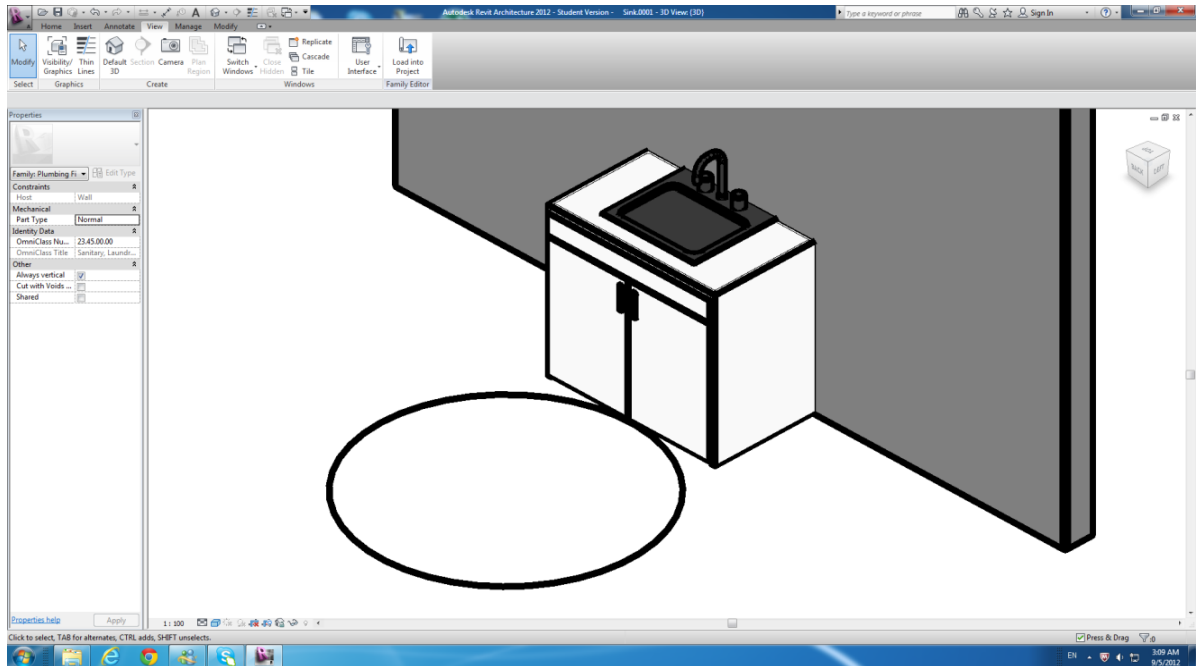 Autodesk Revit Architecture 2012 - Student Version - Sink.0001 - 3D View: {3D}
Type a keyword or phrase
Sign In
Home Insert Annotate View Manage Modify
Modify
Visibility/ Graphics
Thin Lines
Default 3D
Section
Camera
Plan Region
Switch Windows
Close Hidden
Replicate
Cascade
Tile
User Interface
Load into Project
Select Graphics Create Windows Family Editor
Properties
Family: Plumbing Fi
Edit Type
Constraints
Host Wall
Mechanical
Part Type Normal
Identity Data
OmniClass Nu... 23.45.00.00
OmniClass Title Sanitary, Laundr...
Other
Always vertical
Cut with Voids ...
Shared
TOP
BACK
LEFT
Properties help
Apply
1 : 100
Click to select, TAB for alternates, CTRL adds, SHIFT unselects.
Press & Drag
:0
EN
3:09 AM
9/5/2012